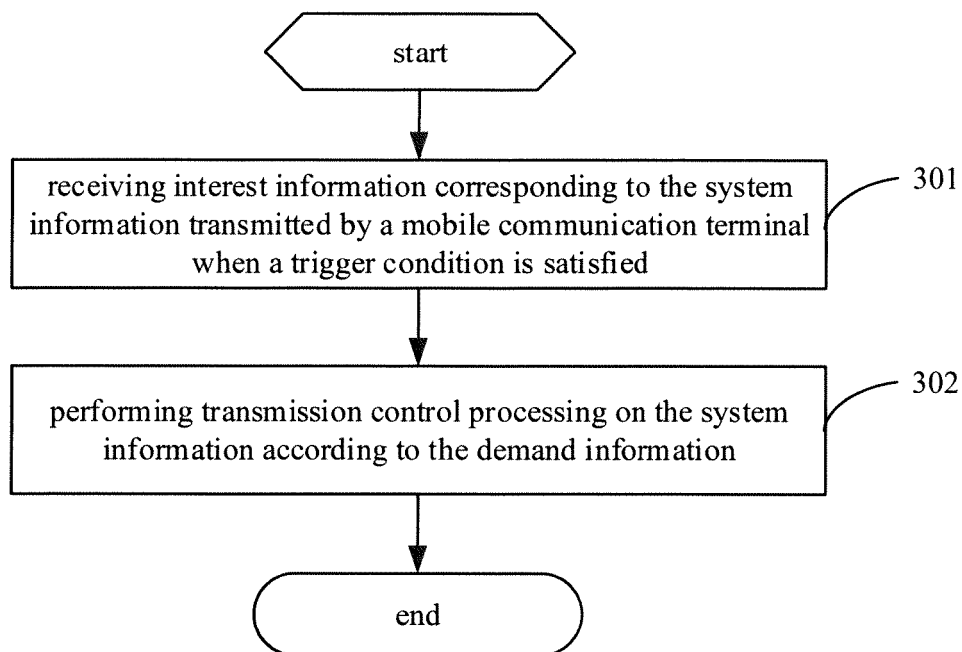 start
receiving interest information corresponding to the system
information transmitted by a mobile communication terminal
when a trigger condition is satisfied
301
performing transmission control processing on the system
information according to the demand information
302
end